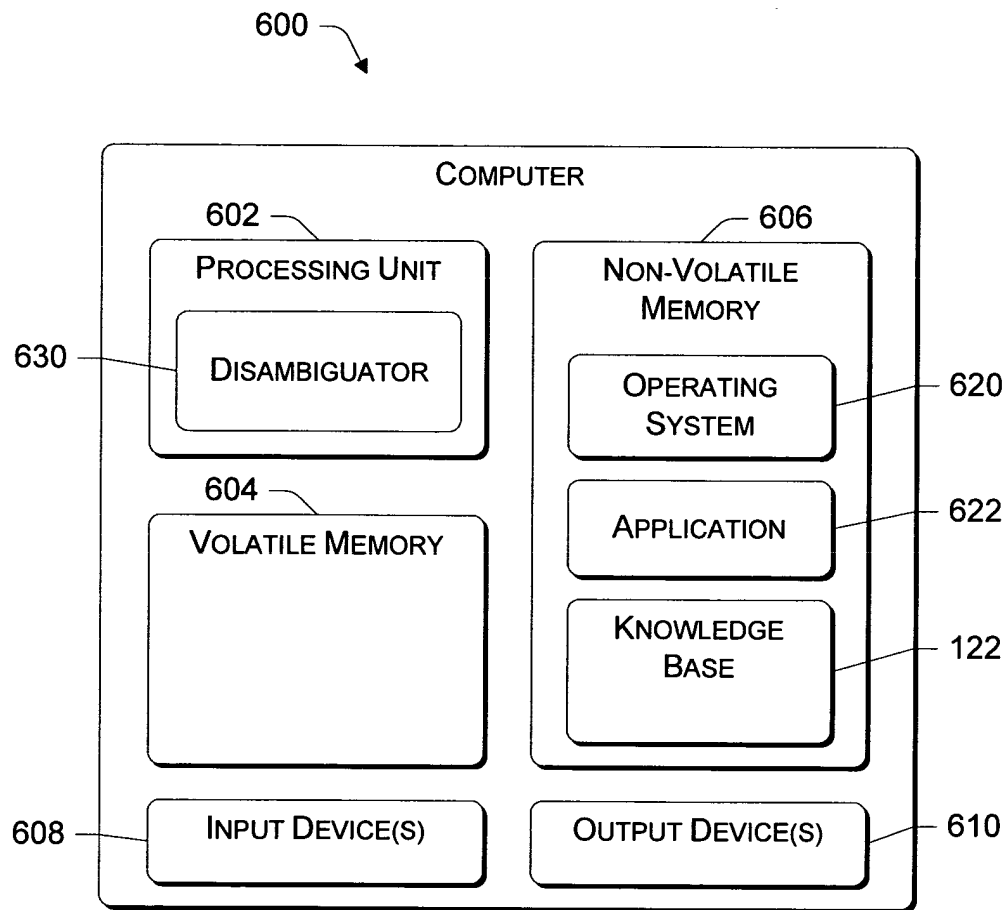 600
COMPUTER
602
PROCESSING UNIT
630
DISAMBIGUATOR
604
VOLATILE MEMORY
606
NON-VOLATILE
MEMORY
OPERATING
SYSTEM
620
APPLICATION
622
KNOWLEDGE
BASE
122
608
INPUT DEVICE(S)
OUTPUT DEVICE(S)
610